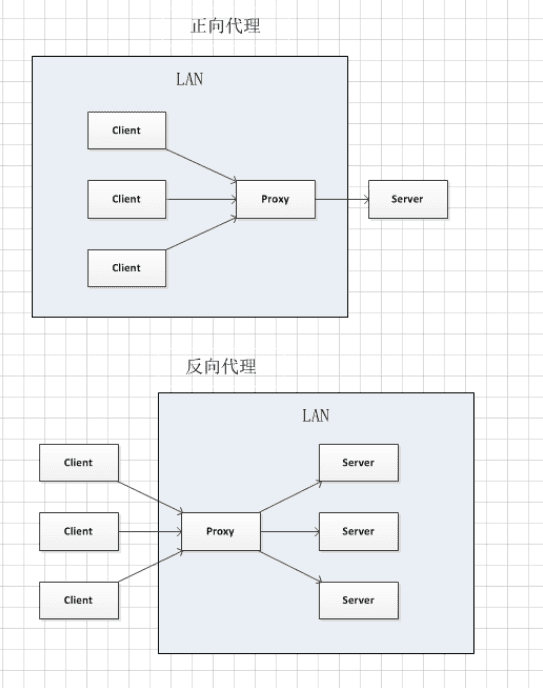 正向代理
LAN
Client
Client
Proxy
Server
Client
反向代理
LAN
Client
Server
Client
Proxy
Server
Client
Server